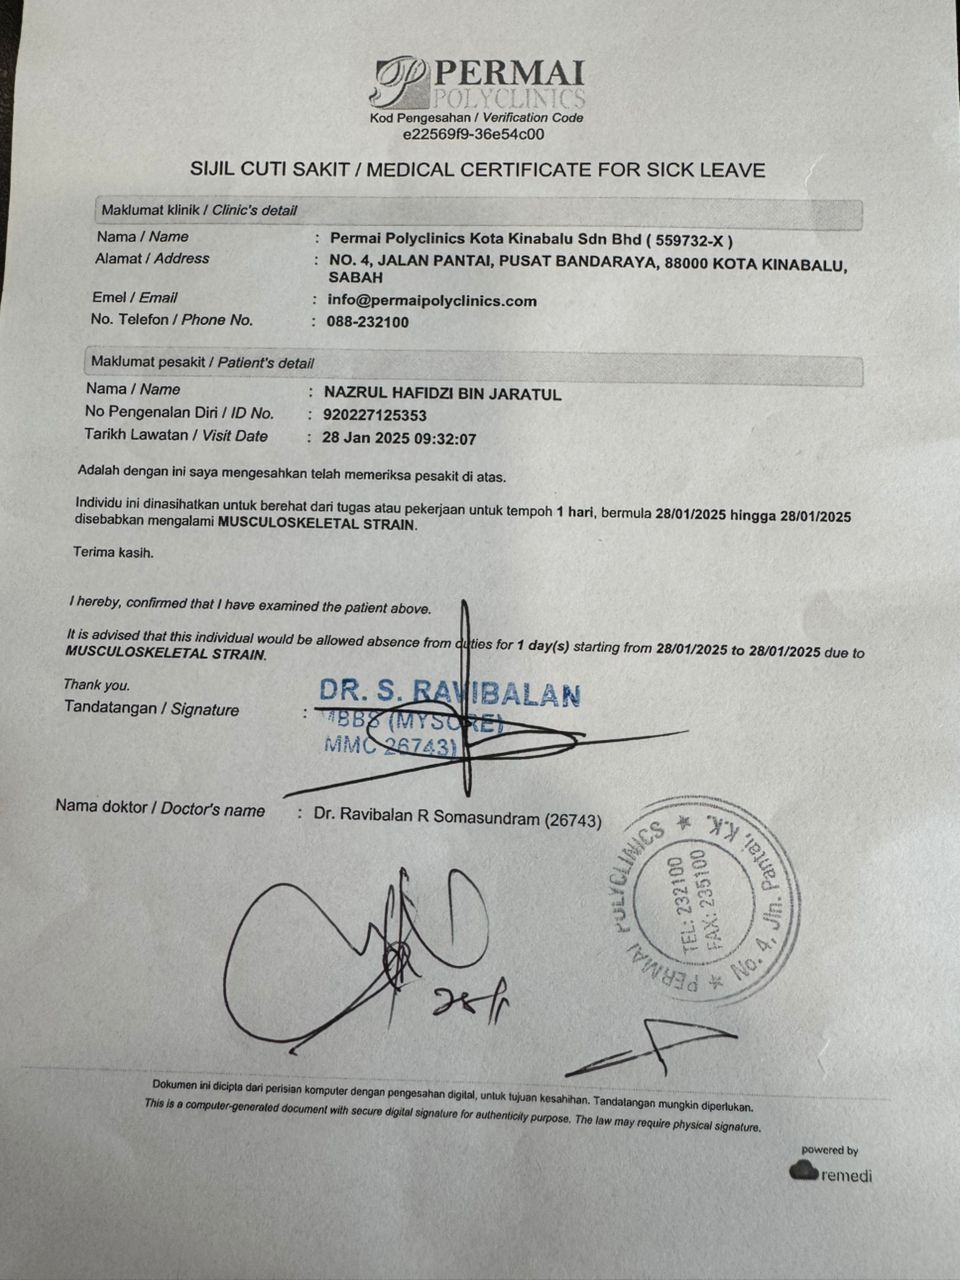 PERMAI
POLYCLINICS
Kod Pengesahan / Verification Code
e22569f9-36e54c00
SIJIL CUTI SAKIT / MEDICAL CERTIFICATE FOR SICK LEAVE
Maklumat klinik / Clinic's detail
Nama / Name : Permai Polyclinics Kota Kinabalu Sdn Bhd ( 559732-X )
Alamat / Address : NO. 4, JALAN PANTAI, PUSAT BANDARAYA, 88000 KOTA KINABALU,
SABAH
Emel / Email : info@permaipolyclinics.com
No. Telefon / Phone No. : 088-232100
Maklumat pesakit / Patient's detail
Nama / Name : NAZRUL HAFIDZI BIN JARATUL
No Pengenalan Diri / ID No. : 920227125353
Tarikh Lawatan / Visit Date : 28 Jan 2025 09:32:07
Adalah dengan ini saya mengesahkan telah memeriksa pesakit di atas.
Individu ini dinasihatkan untuk berehat dari tugas atau pekerjaan untuk tempoh 1 hari, bermula 28/01/2025 hingga 28/01/2025
disebabkan mengalami MUSCULOSKELETAL STRAIN.
Terima kasih.
I hereby, confirmed that I have examined the patient above.
It is advised that this individual would be allowed absence from duties for 1 day(s) starting from 28/01/2025 to 28/01/2025 due to
MUSCULOSKELETAL STRAIN.
Thank you.
DR. S. RAVIBALAN
Tandatangan / Signature :
MBBS (MYSORE)
MMC 26743)
Nama doktor / Doctor's name : Dr. Ravibalan R Somasundram (26743)
PERMAI POLYCLINICS ★ No. 4, Jln. Pantai, K.K. ★
TEL: 232100
FAX: 235100
Dokumen ini dicipta dari perisian komputer dengan pengesahan digital, untuk tujuan kesahihan. Tandatangan mungkin diperlukan.
This is a computer-generated document with secure digital signature for authenticity purpose. The law may require physical signature.
powered by
remedi